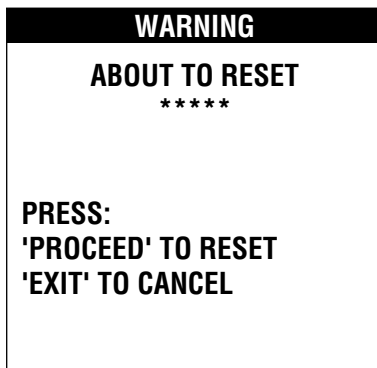 WARNING
ABOUT TO RESET
*****
PRESS:
'PROCEED' TO RESET
'EXIT' TO CANCEL